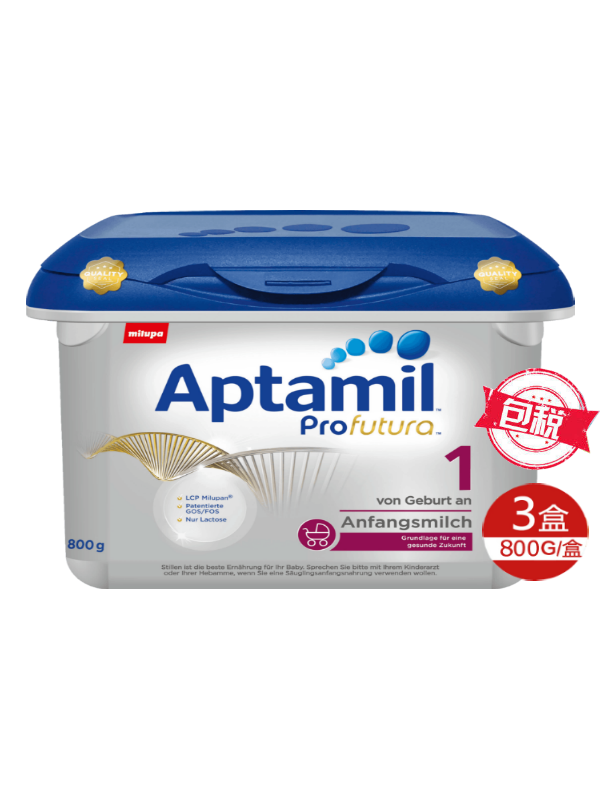 QUALITY
QUALITY
milupa
Aptamil™
Profutura™
1
von Geburt an
Anfangsmilch
Grundlage für eine
gesunde Zukunft
LCP Milupan®
Patentierte
GOS/FOS
Nur Lactose
800 g
Stillen ist die beste Ernährung für Ihr Baby. Sprechen Sie bitte mit Ihrem Kinderarzt
oder Ihrer Hebamme, wenn Sie eine Säuglingsanfangsnahrung verwenden wollen.
包税
3盒
800G/盒